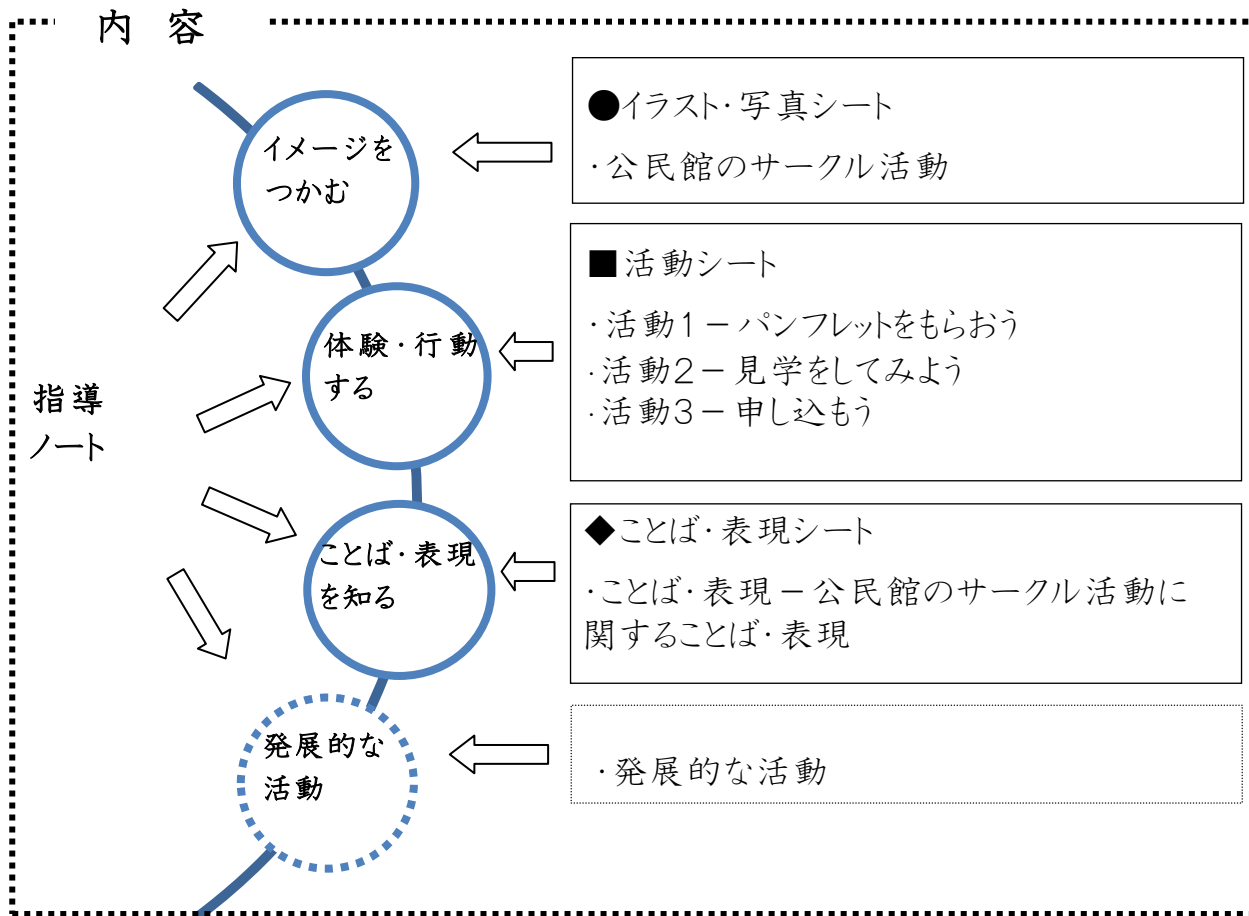 内 容
イメージを
つかむ
●イラスト・写真シート
・公民館のサークル活動
体験・行動
する
■活動シート
・活動1－パンフレットをもらおう
・活動2－見学をしてみよう
・活動3－申し込もう
指導
ノート
ことば・表現
を知る
◆ことば・表現シート
・ことば・表現－公民館のサークル活動に
関することば・表現
発展的な
活動
・発展的な活動